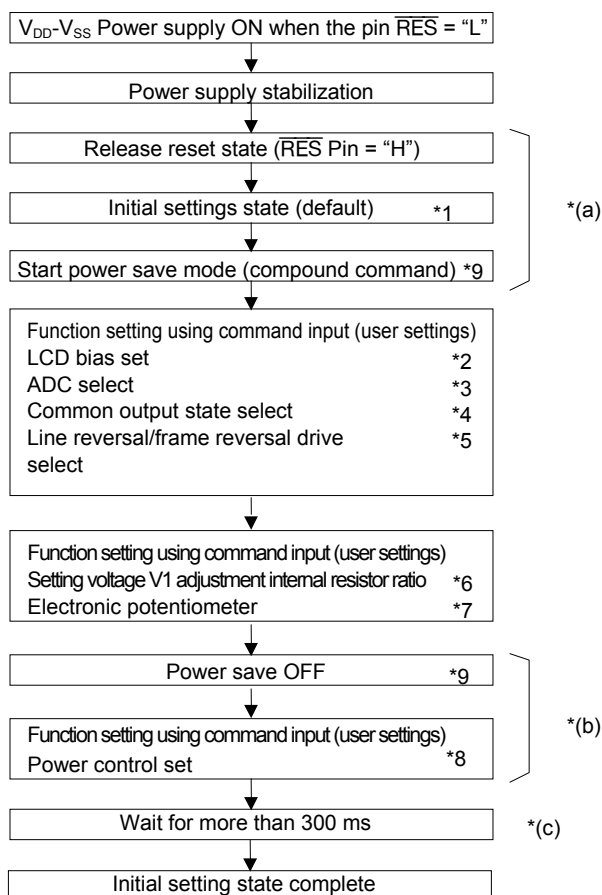 VDD-VSS Power supply ON when the pin R̅E̅S̅ = “L”
Power supply stabilization
Release reset state (R̅E̅S̅ Pin = “H”)
Initial settings state (default) *1
*(a)
Start power save mode (compound command) *9
Function setting using command input (user settings)
LCD bias set *2
ADC select *3
Common output state select *4
Line reversal/frame reversal drive *5
select
Function setting using command input (user settings)
Setting voltage V1 adjustment internal resistor ratio *6
Electronic potentiometer *7
Power save OFF *9
*(b)
Function setting using command input (user settings)
Power control set *8
Wait for more than 300 ms *(c)
Initial setting state complete